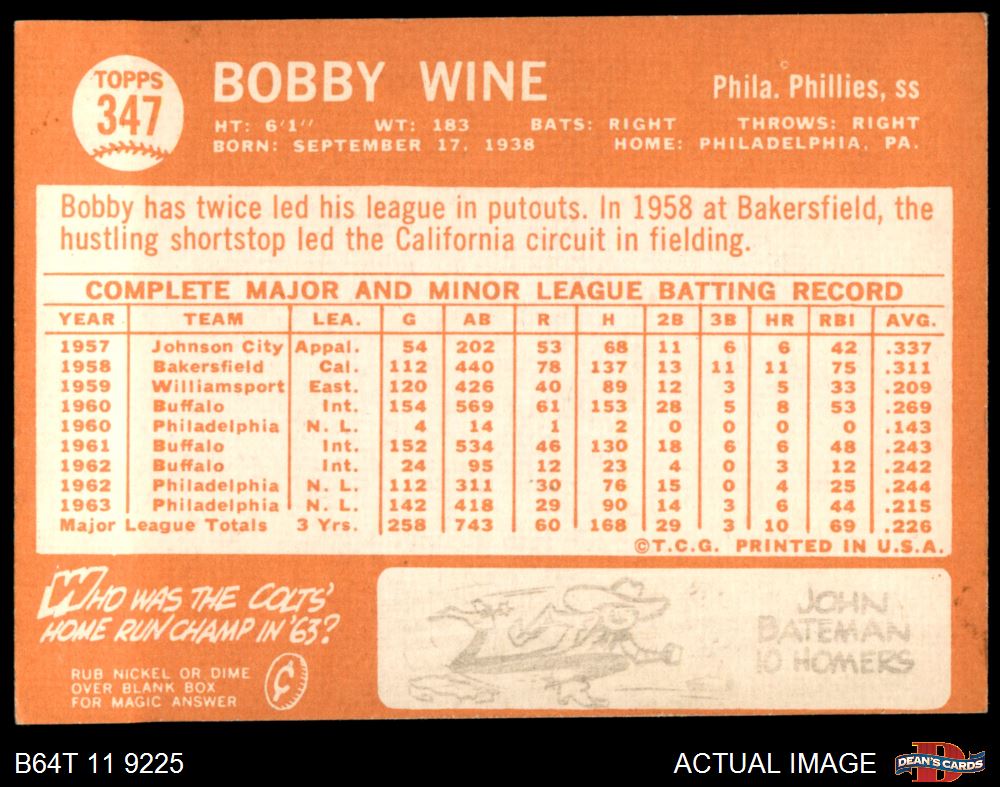 TOPPS
347
BOBBY WINE
Phila. Phillies, ss
HT: 6'1" WT: 183 BATS: RIGHT THROWS: RIGHT
BORN: SEPTEMBER 17, 1938 HOME: PHILADELPHIA, PA.
Bobby has twice led his league in putouts. In 1958 at Bakersfield, the
hustling shortstop led the California circuit in fielding.
COMPLETE MAJOR AND MINOR LEAGUE BATTING RECORD
YEAR TEAM LEA. G AB R H 2B 3B HR RBI AVG.
1957 Johnson City Appal. 54 202 53 68 11 6 6 42 .337
1958 Bakersfield Cal. 112 440 78 137 13 11 11 75 .311
1959 Williamsport East. 120 426 40 89 12 3 5 33 .209
1960 Buffalo Int. 154 569 61 153 28 5 8 53 .269
1960 Philadelphia N. L. 4 14 1 2 0 0 0 0 .143
1961 Buffalo Int. 152 534 46 130 18 6 6 48 .243
1962 Buffalo Int. 24 95 12 23 4 0 3 12 .242
1962 Philadelphia N. L. 112 311 30 76 15 0 4 25 .244
1963 Philadelphia N. L. 142 418 29 90 14 3 6 44 .215
Major League Totals 3 Yrs. 258 743 60 168 29 3 10 69 .226
©T.C.G. PRINTED IN U.S.A.
WHO WAS THE COLTS'
HOME RUN CHAMP IN '63?
RUB NICKEL OR DIME
OVER BLANK BOX
FOR MAGIC ANSWER
¢
JOHN
BATEMAN
10 HOMERS
B64T 11 9225
ACTUAL IMAGE
D
DEAN'S CARDS